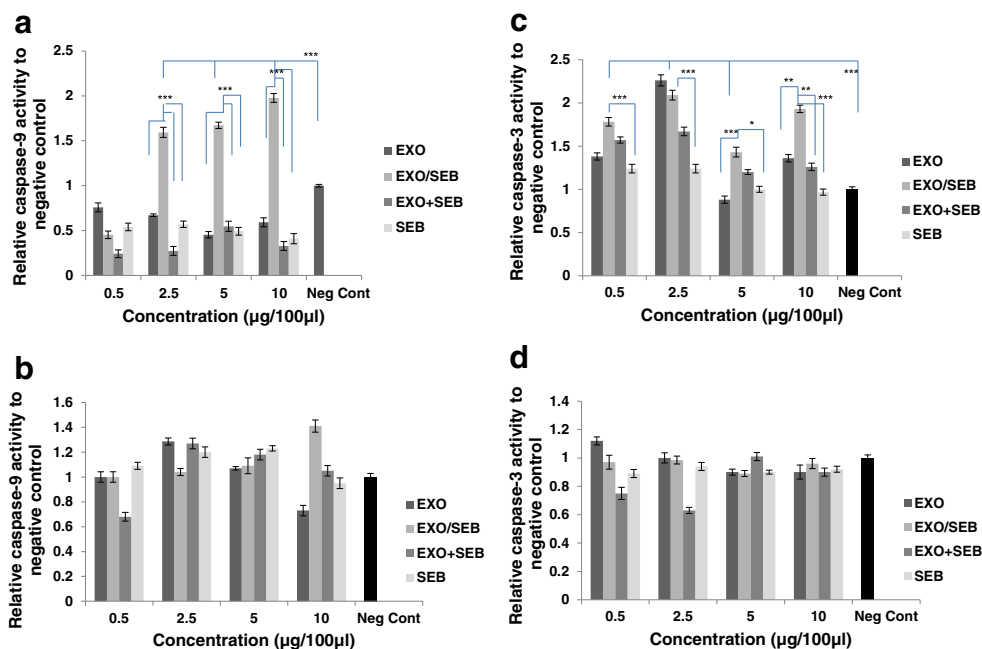 a
Relative caspase-9 activity to
negative control
2.5
2
1.5
1
0.5
0
***
***
***
***
EXO
EXO/SEB
EXO+SEB
SEB
0.5 2.5 5 10 Neg Cont
Concentration (µg/100µl)
c
Relative caspase-3 activity to
negative control
2.5
2
1.5
1
0.5
0
***
***
***
*
**
**
***
***
EXO
EXO/SEB
EXO+SEB
SEB
0.5 2.5 5 10 Neg Cont
Concentration (µg/100µl)
b
Relative caspase-9 activity to
negative control
1.6
1.4
1.2
1
0.8
0.6
0.4
0.2
0
EXO
EXO/SEB
EXO+SEB
SEB
0.5 2.5 5 10 Neg Cont
Concentration (µg/100µl)
d
Relative caspase-3 activity to
negative control
1.4
1.2
1
0.8
0.6
0.4
0.2
0
EXO
EXO/SEB
EXO+SEB
SEB
0.5 2.5 5 10 Neg Cont
Concentration (µg/100µl)